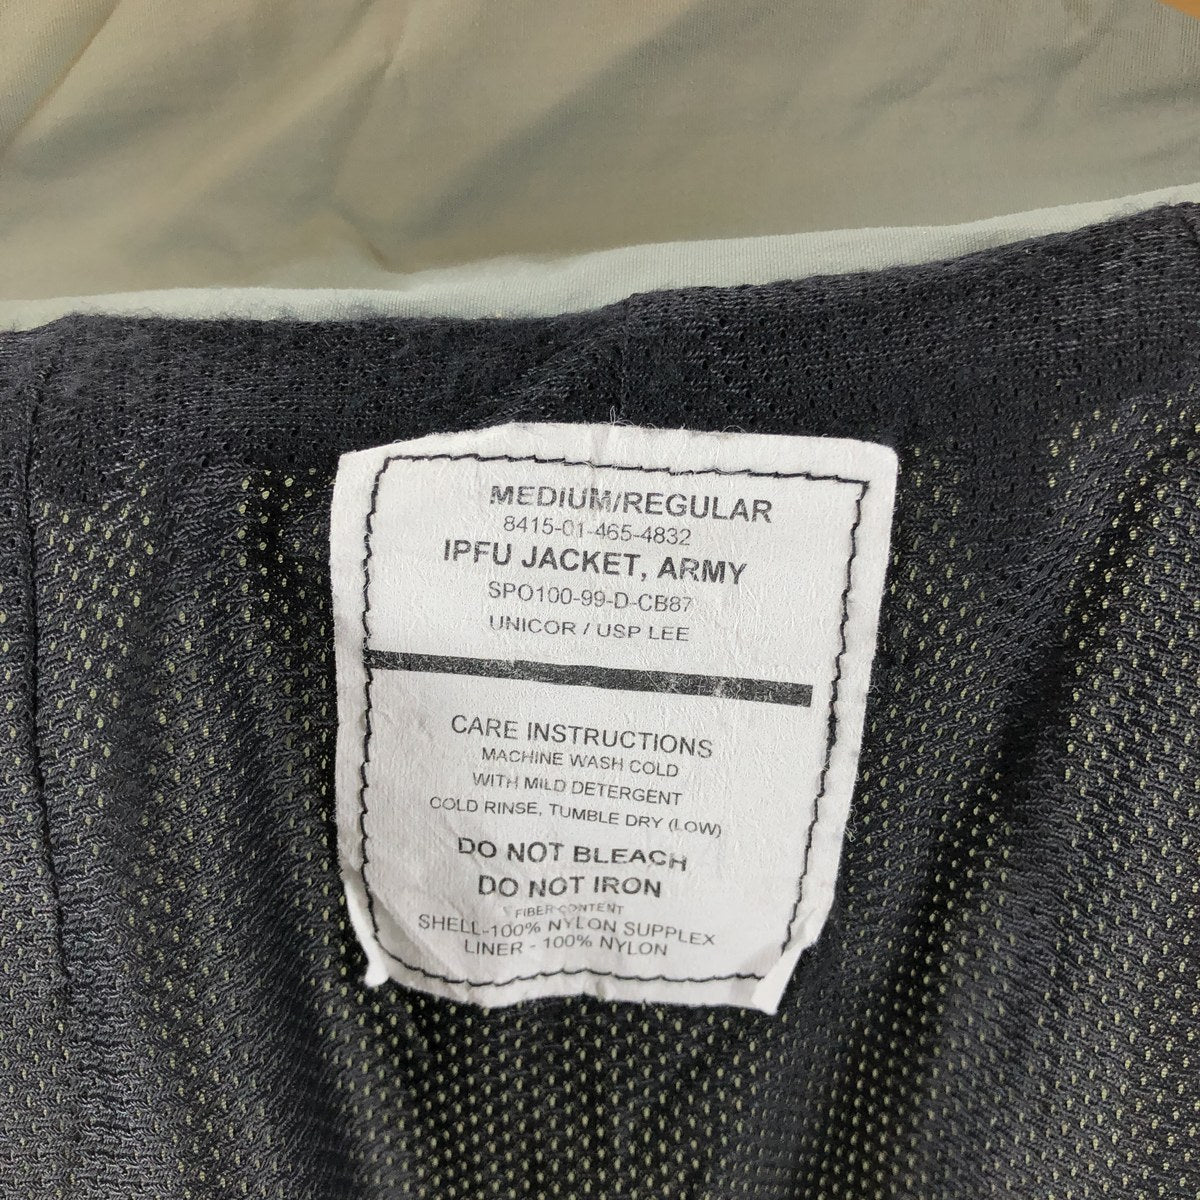 MEDIUM/REGULAR
8415-01-465-4832
IPFU JACKET, ARMY
SPO100-99-D-CB87
UNICOR / USP LEE
CARE INSTRUCTIONS
MACHINE WASH COLD
WITH MILD DETERGENT
COLD RINSE, TUMBLE DRY (LOW)
DO NOT BLEACH
DO NOT IRON
FIBER CONTENT
SHELL-100% NYLON SUPPLEX
LINER - 100% NYLON